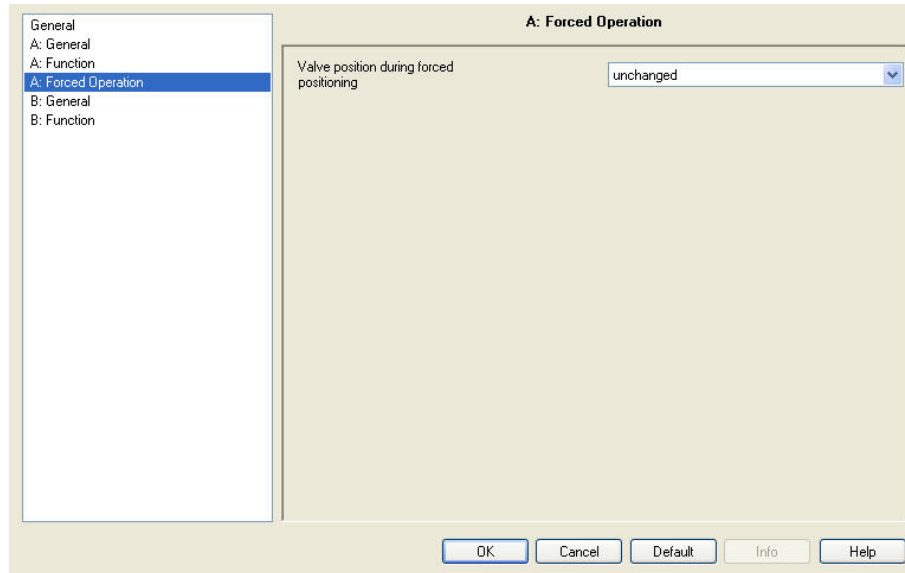 General
A: General
A: Function
A: Forced Operation
B: General
B: Function
A: Forced Operation
Valve position during forced
positioning
unchanged
OK
Cancel
Default
Info
Help